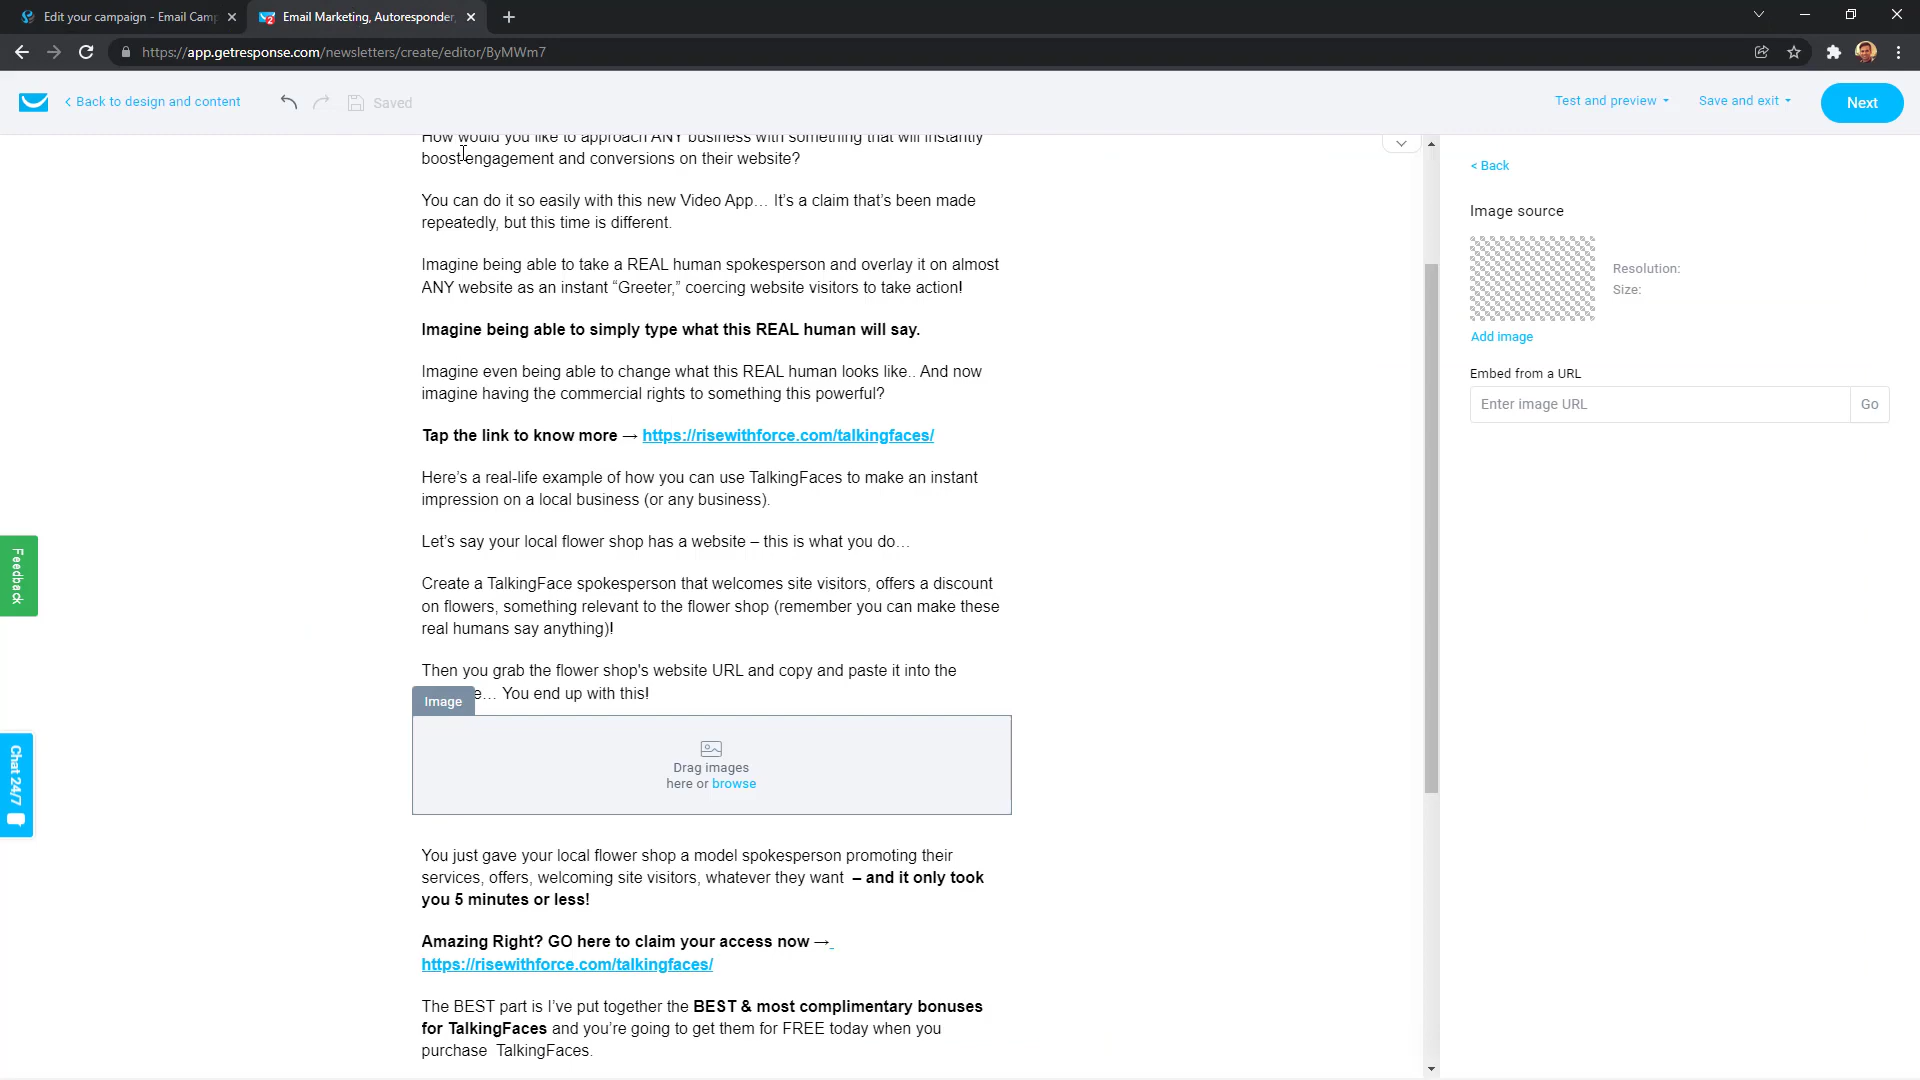 Edit your campaign - Email Camp
2
Email Marketing, Autoresponder,
https://app.getresponse.com/newsletters/create/editor/ByMWm7
< Back to design and content
Saved
Test and preview
Save and exit
Next
How would you like to approach ANY business with something that will instantly
boost engagement and conversions on their website?
You can do it so easily with this new Video App… It’s a claim that’s been made
repeatedly, but this time is different.
Imagine being able to take a REAL human spokesperson and overlay it on almost
ANY website as an instant “Greeter,” coercing website visitors to take action!
Imagine being able to simply type what this REAL human will say.
Imagine even being able to change what this REAL human looks like.. And now
imagine having the commercial rights to something this powerful?
Tap the link to know more → https://risewithforce.com/talkingfaces/
Here’s a real-life example of how you can use TalkingFaces to make an instant
impression on a local business (or any business).
Let’s say your local flower shop has a website – this is what you do…
Create a TalkingFace spokesperson that welcomes site visitors, offers a discount
on flowers, something relevant to the flower shop (remember you can make these
real humans say anything)!
Then you grab the flower shop's website URL and copy and paste it into the
e… You end up with this!
Image
Drag images
here or browse
You just gave your local flower shop a model spokesperson promoting their
services, offers, welcoming site visitors, whatever they want – and it only took
you 5 minutes or less!
Amazing Right? GO here to claim your access now →
https://risewithforce.com/talkingfaces/
The BEST part is I’ve put together the BEST & most complimentary bonuses
for TalkingFaces and you’re going to get them for FREE today when you
purchase TalkingFaces.
< Back
Image source
Resolution:
Size:
Add image
Embed from a URL
Enter image URL
Go
Feedback
Chat 24/7